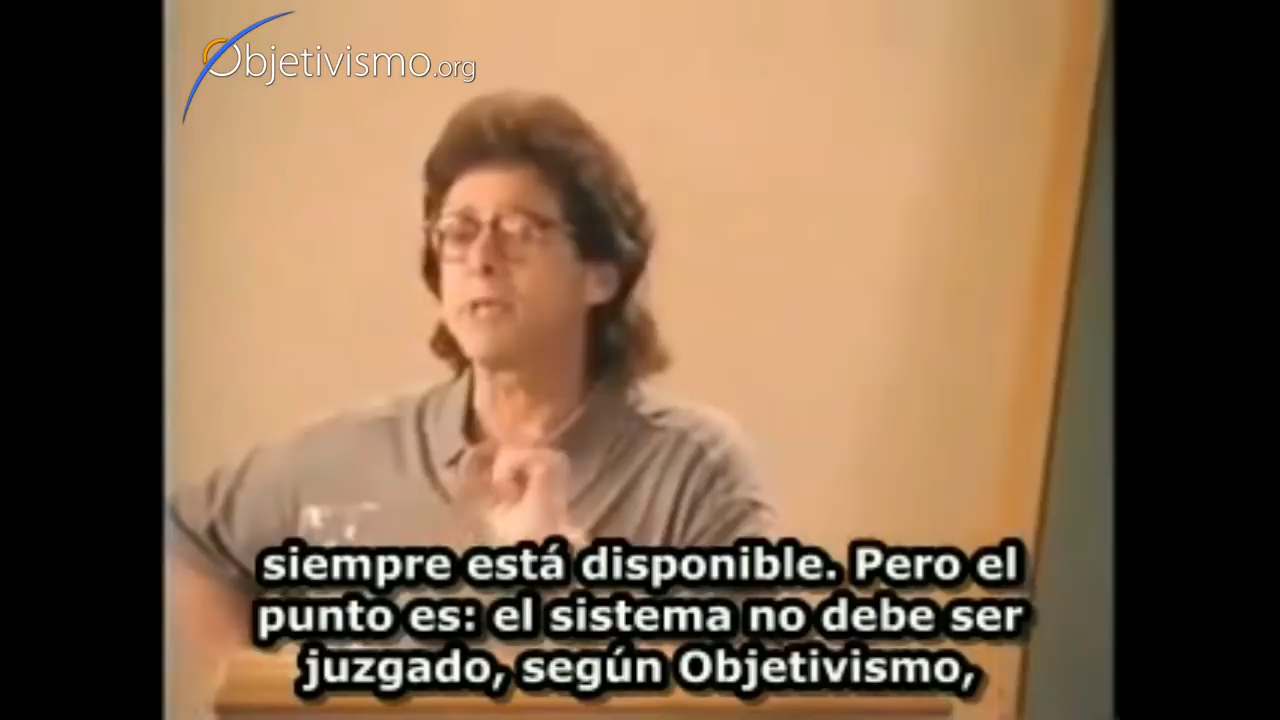 Objetivismo.org
siempre está disponible. Pero el
punto es: el sistema no debe ser
juzgado, según Objetivismo,